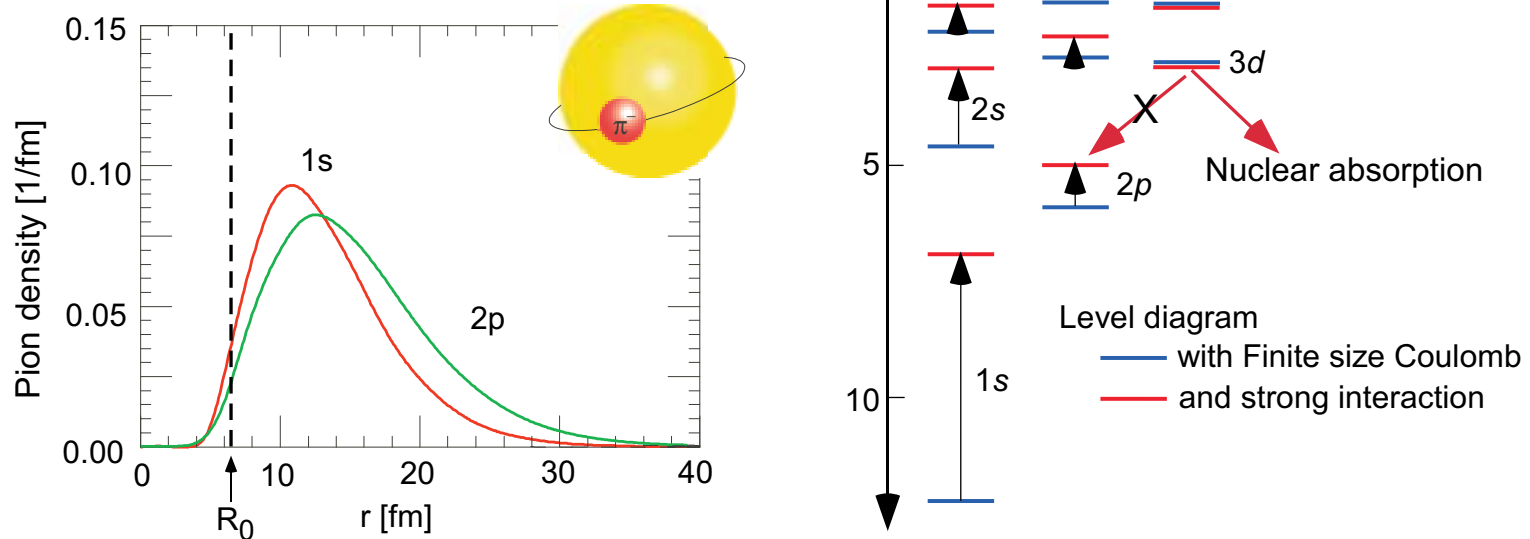 0.15
0.10
0.05
0.00
Pion density [1/fm]
0
10
20
30
40
R0
r [fm]
1s
2p
π⁻
5
10
2s
3d
X
2p
Nuclear absorption
1s
Level diagram
with Finite size Coulomb
and strong interaction